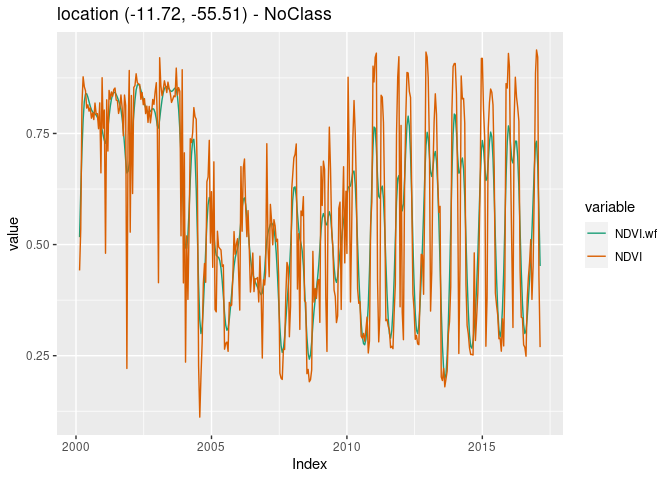 location (-11.72, -55.51) - NoClass
value
0.75
0.50
0.25
2000
2005
2010
2015
Index
variable
NDVI.wf
NDVI